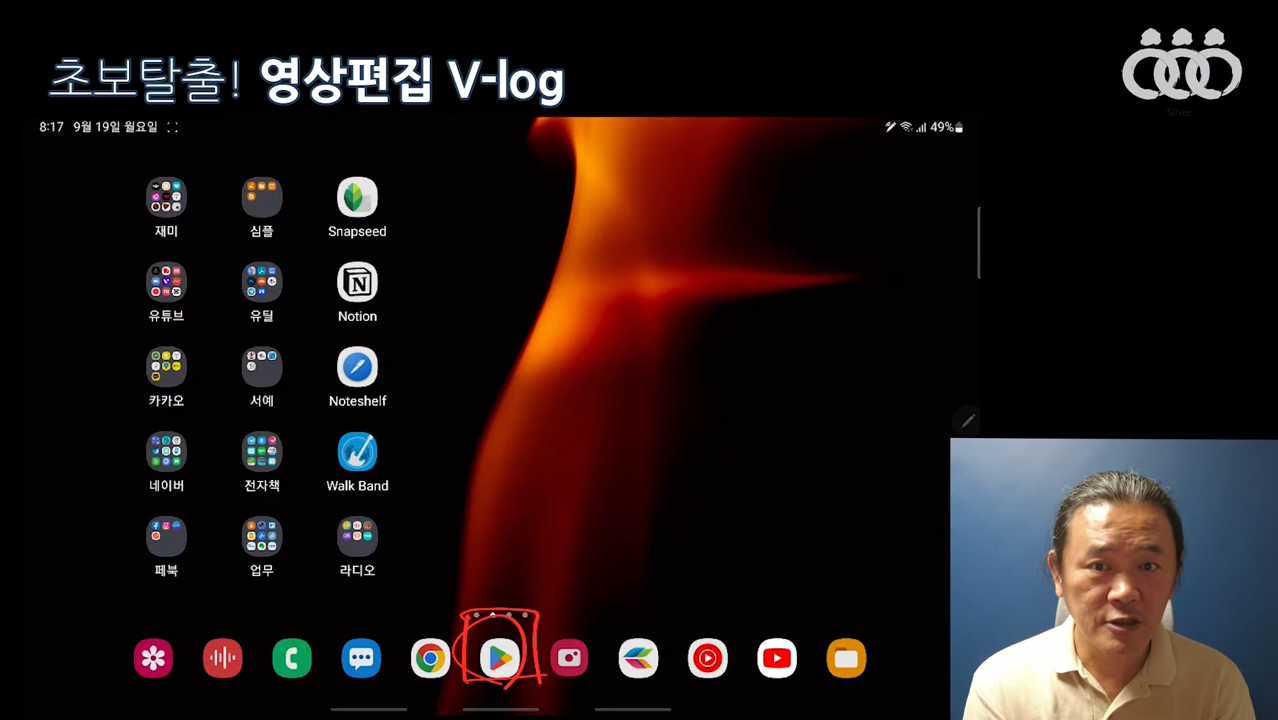 초보탈출! 영상편집 V-log
Silver
8:17 9월 19일 월요일 49%
재미 심플 Snapseed
유튜브 유틸 Notion
카카오 서예 Noteshelf
네이버 전자책 Walk Band
페북 업무 라디오